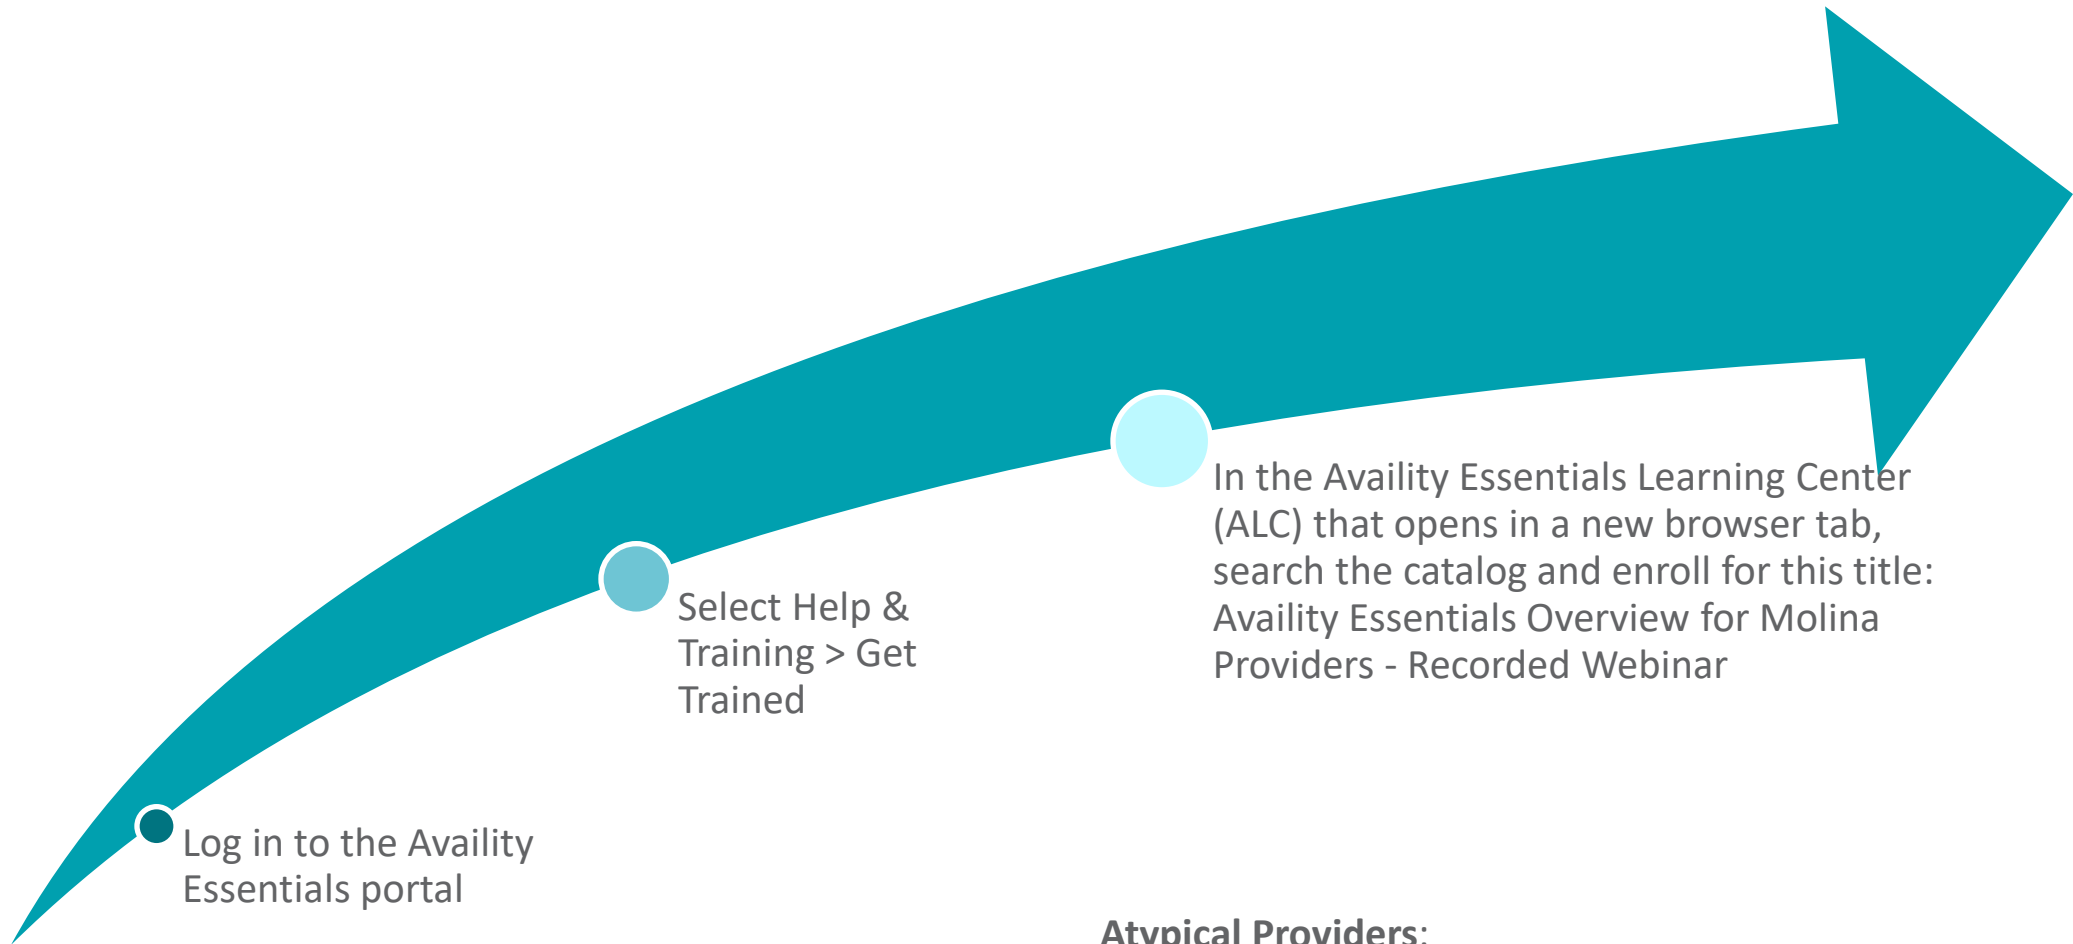 In the Availity Essentials Learning Center
(ALC) that opens in a new browser tab,
search the catalog and enroll for this title:
Availity Essentials Overview for Molina
Providers - Recorded Webinar
Select Help &
Training > Get
Trained
Log in to the Availity
Essentials portal
Atypical Providers: